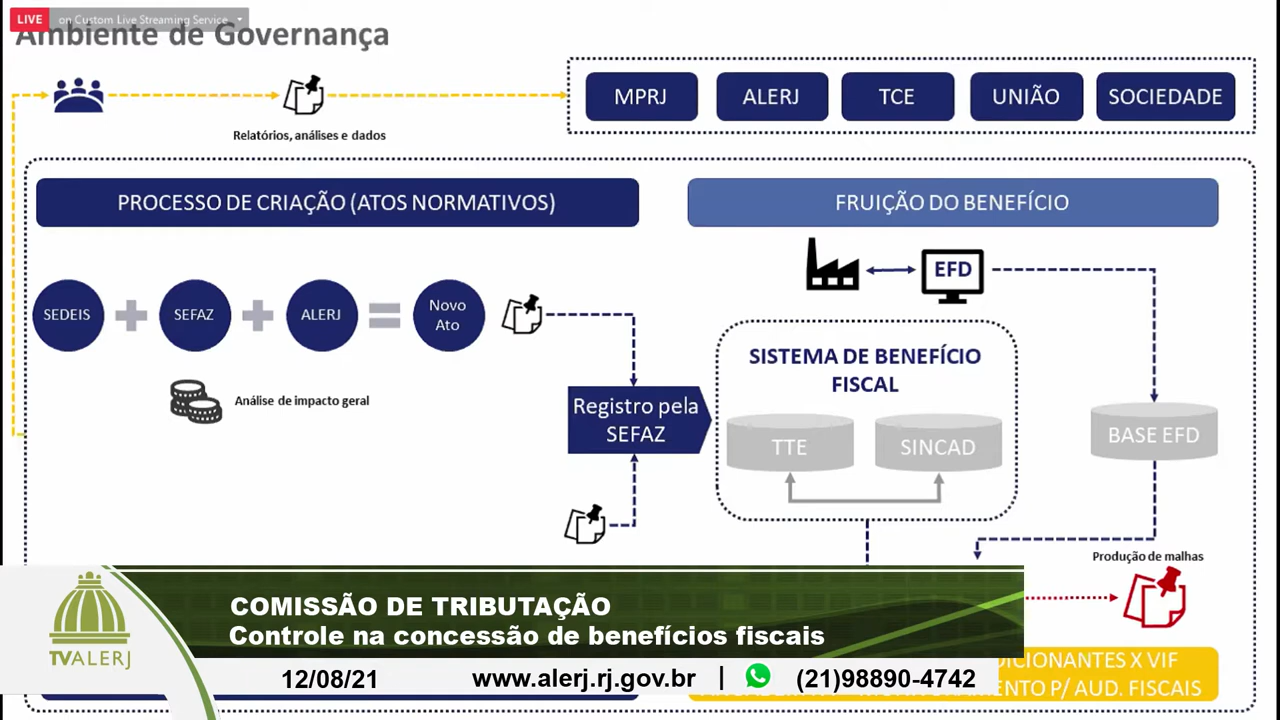 LIVE on Custom Live Streaming Service
Ambiente de Governança
MPRJ ALERJ TCE UNIÃO SOCIEDADE
Relatórios, análises e dados
PROCESSO DE CRIAÇÃO (ATOS NORMATIVOS)
FRUIÇÃO DO BENEFÍCIO
EFD
SEDEIS + SEFAZ + ALERJ = Novo
Ato
SISTEMA DE BENEFÍCIO
FISCAL
Análise de impacto geral
Registro pela
SEFAZ
TTE SINCAD
BASE EFD
Produção de malhas
COMISSÃO DE TRIBUTAÇÃO
Controle na concessão de benefícios fiscais
TVALERJ
12/08/21 www.alerj.rj.gov.br | (21)98890-4742
DICIONANTES X VIF
MENTO P/ AUD. FISCAIS